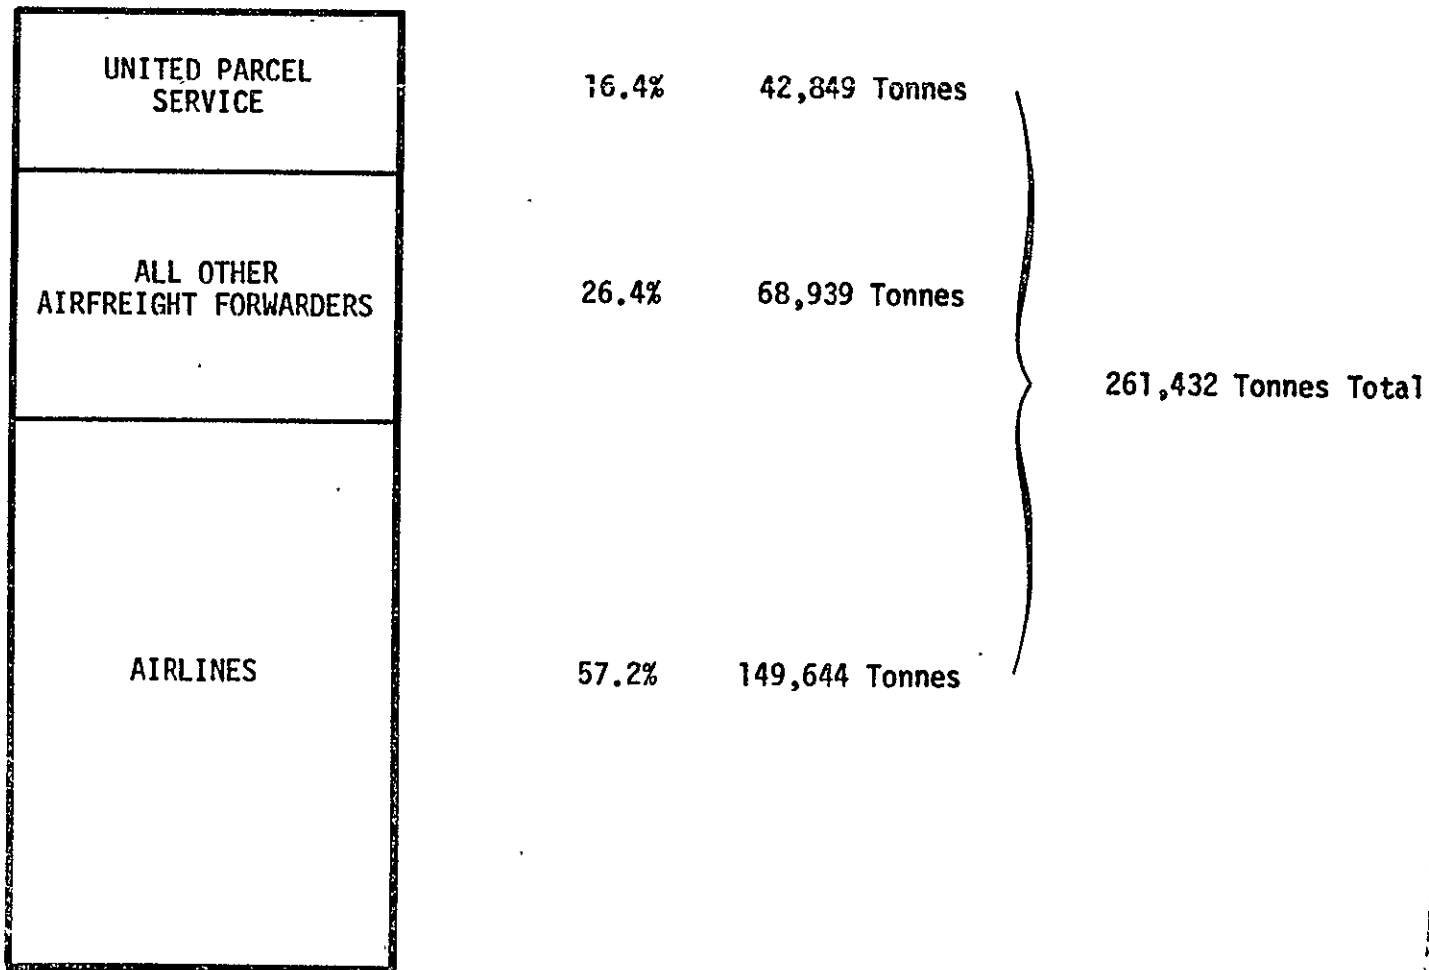 UNITED PARCEL
SERVICE
16.4% 42,849 Tonnes
ALL OTHER
AIRFREIGHT FORWARDERS
26.4% 68,939 Tonnes
261,432 Tonnes Total
AIRLINES
57.2% 149,644 Tonnes